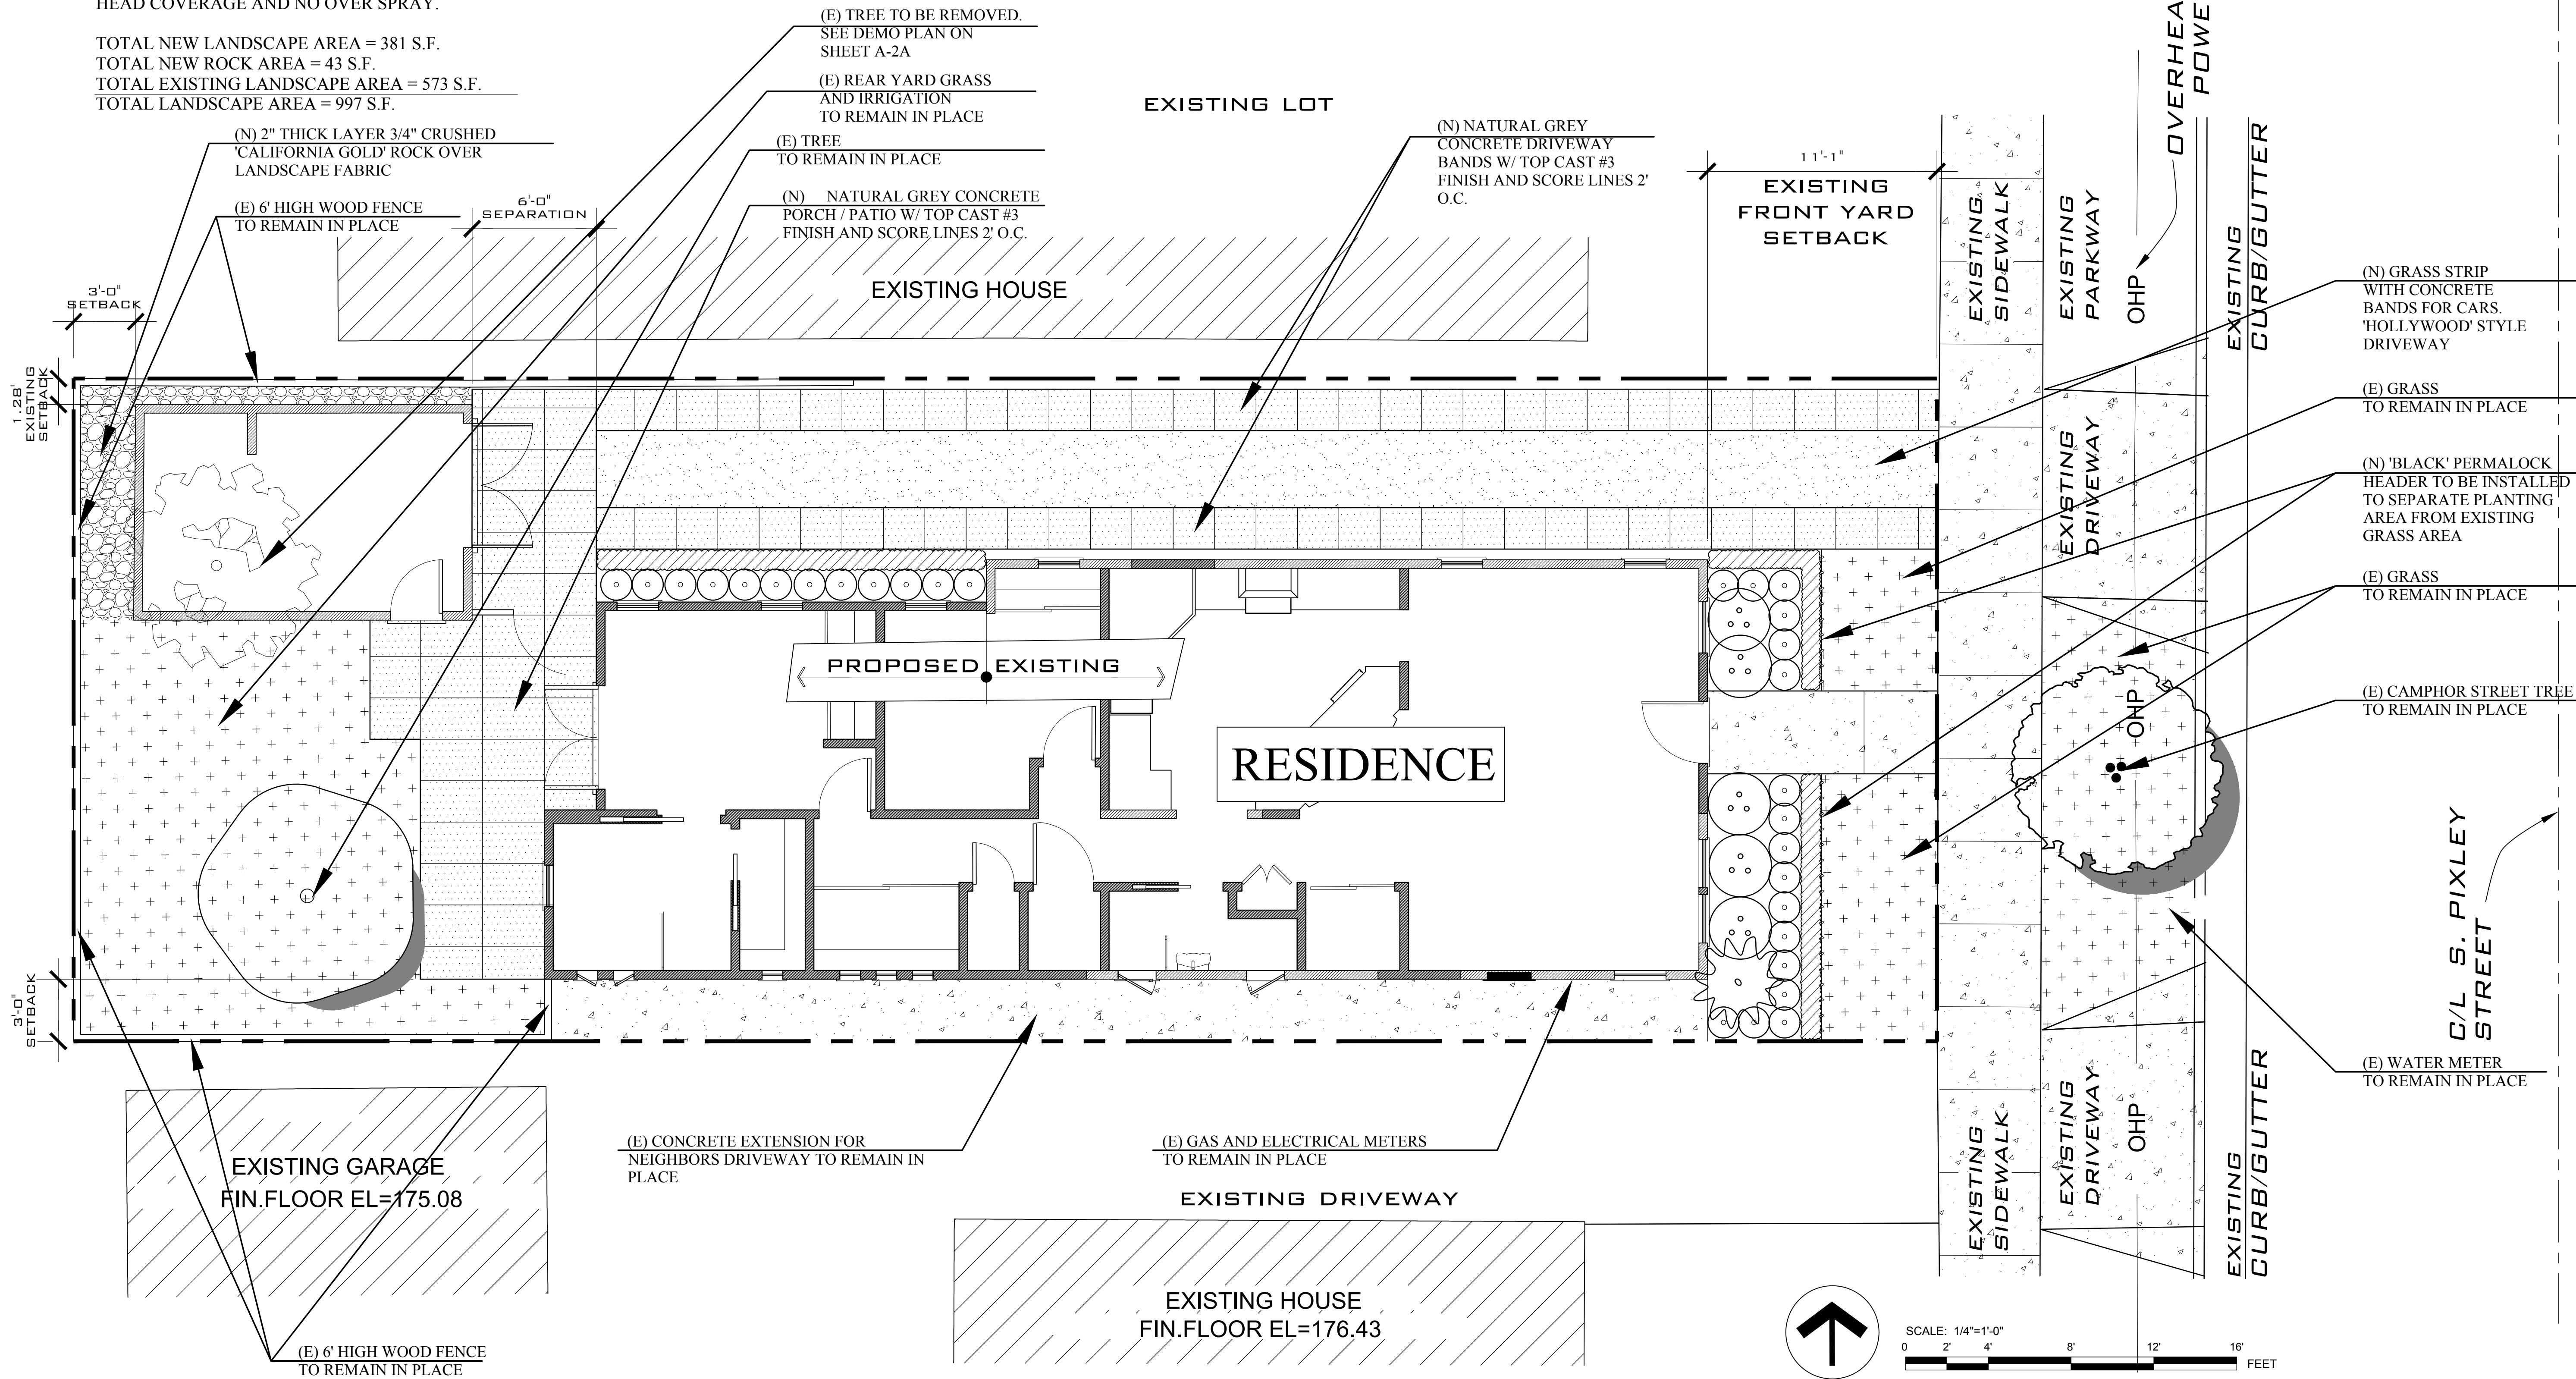 HEAD COVERAGE AND NO OVER SPRAY.
TOTAL NEW LANDSCAPE AREA = 381 S.F.
TOTAL NEW ROCK AREA = 43 S.F.
TOTAL EXISTING LANDSCAPE AREA = 573 S.F.
TOTAL LANDSCAPE AREA = 997 S.F.
(N) 2" THICK LAYER 3/4" CRUSHED
'CALIFORNIA GOLD' ROCK OVER
LANDSCAPE FABRIC
(E) 6' HIGH WOOD FENCE
TO REMAIN IN PLACE
6'-0"
SEPARATION
(E) TREE TO BE REMOVED.
SEE DEMO PLAN ON
SHEET A-2A
(E) REAR YARD GRASS
AND IRRIGATION
TO REMAIN IN PLACE
(E) TREE
TO REMAIN IN PLACE
(N) NATURAL GREY CONCRETE
PORCH / PATIO W/ TOP CAST #3
FINISH AND SCORE LINES 2' O.C.
EXISTING LOT
(N) NATURAL GREY
CONCRETE DRIVEWAY
BANDS W/ TOP CAST #3
FINISH AND SCORE LINES 2'
O.C.
11'-1"
EXISTING
FRONT YARD
SETBACK
EXISTING
SIDEWALK
EXISTING
PARKWAY
OHP
OVERHEA
POWE
EXISTING
CURB/GUTTER
3'-0"
SETBACK
EXISTING HOUSE
1.28'
EXISTING
SETBACK
EXISTING
DRIVEWAY
(N) GRASS STRIP
WITH CONCRETE
BANDS FOR CARS.
'HOLLYWOOD' STYLE
DRIVEWAY
(E) GRASS
TO REMAIN IN PLACE
(N) 'BLACK' PERMALOCK
HEADER TO BE INSTALLED
TO SEPARATE PLANTING
AREA FROM EXISTING
GRASS AREA
(E) GRASS
TO REMAIN IN PLACE
(E) CAMPHOR STREET TREE
TO REMAIN IN PLACE
PROPOSED EXISTING
RESIDENCE
OHP
C/L S. PIXLEY
STREET
3'-0"
SETBACK
(E) WATER METER
TO REMAIN IN PLACE
EXISTING GARAGE
FIN.FLOOR EL=175.08
(E) CONCRETE EXTENSION FOR
NEIGHBORS DRIVEWAY TO REMAIN IN
PLACE
(E) GAS AND ELECTRICAL METERS
TO REMAIN IN PLACE
EXISTING DRIVEWAY
EXISTING
SIDEWALK
EXISTING
DRIVEWAY
OHP
EXISTING
CURB/GUTTER
EXISTING HOUSE
FIN.FLOOR EL=176.43
(E) 6' HIGH WOOD FENCE
TO REMAIN IN PLACE
SCALE: 1/4"=1'-0"
0 2' 4' 8' 12' 16'
FEET